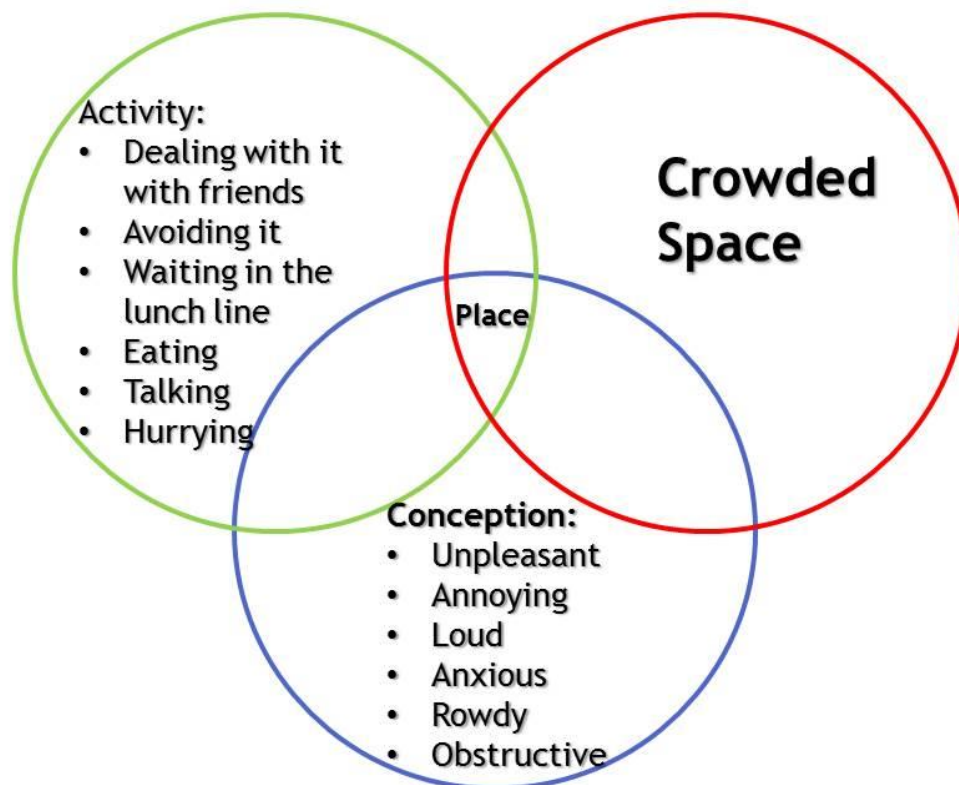 Activity:
• Dealing with it
with friends
• Avoiding it
• Waiting in the
lunch line
• Eating
• Talking
• Hurrying
Crowded
Space
Place
Conception:
• Unpleasant
• Annoying
• Loud
• Anxious
• Rowdy
• Obstructive